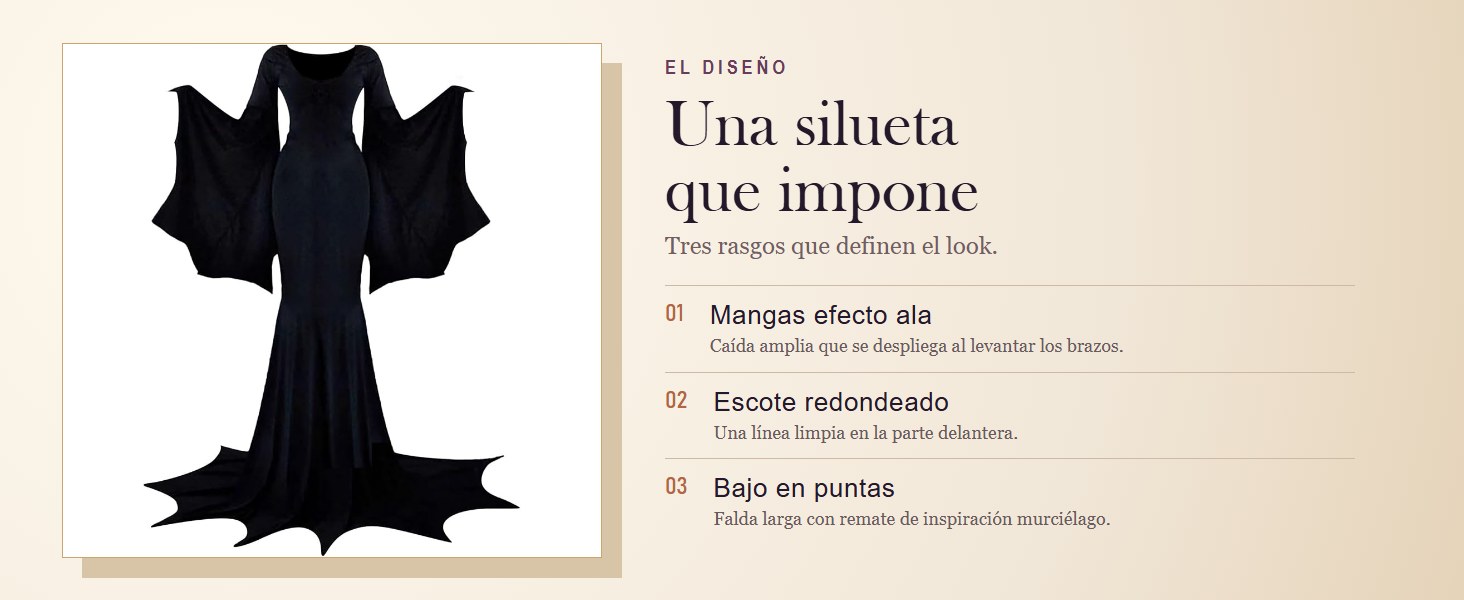 EL DISEÑO
Una silueta
que impone
Tres rasgos que definen el look.
01 Mangas efecto ala
Caída amplia que se despliega al levantar los brazos.
02 Escote redondeado
Una línea limpia en la parte delantera.
03 Bajo en puntas
Falda larga con remate de inspiración murciélago.